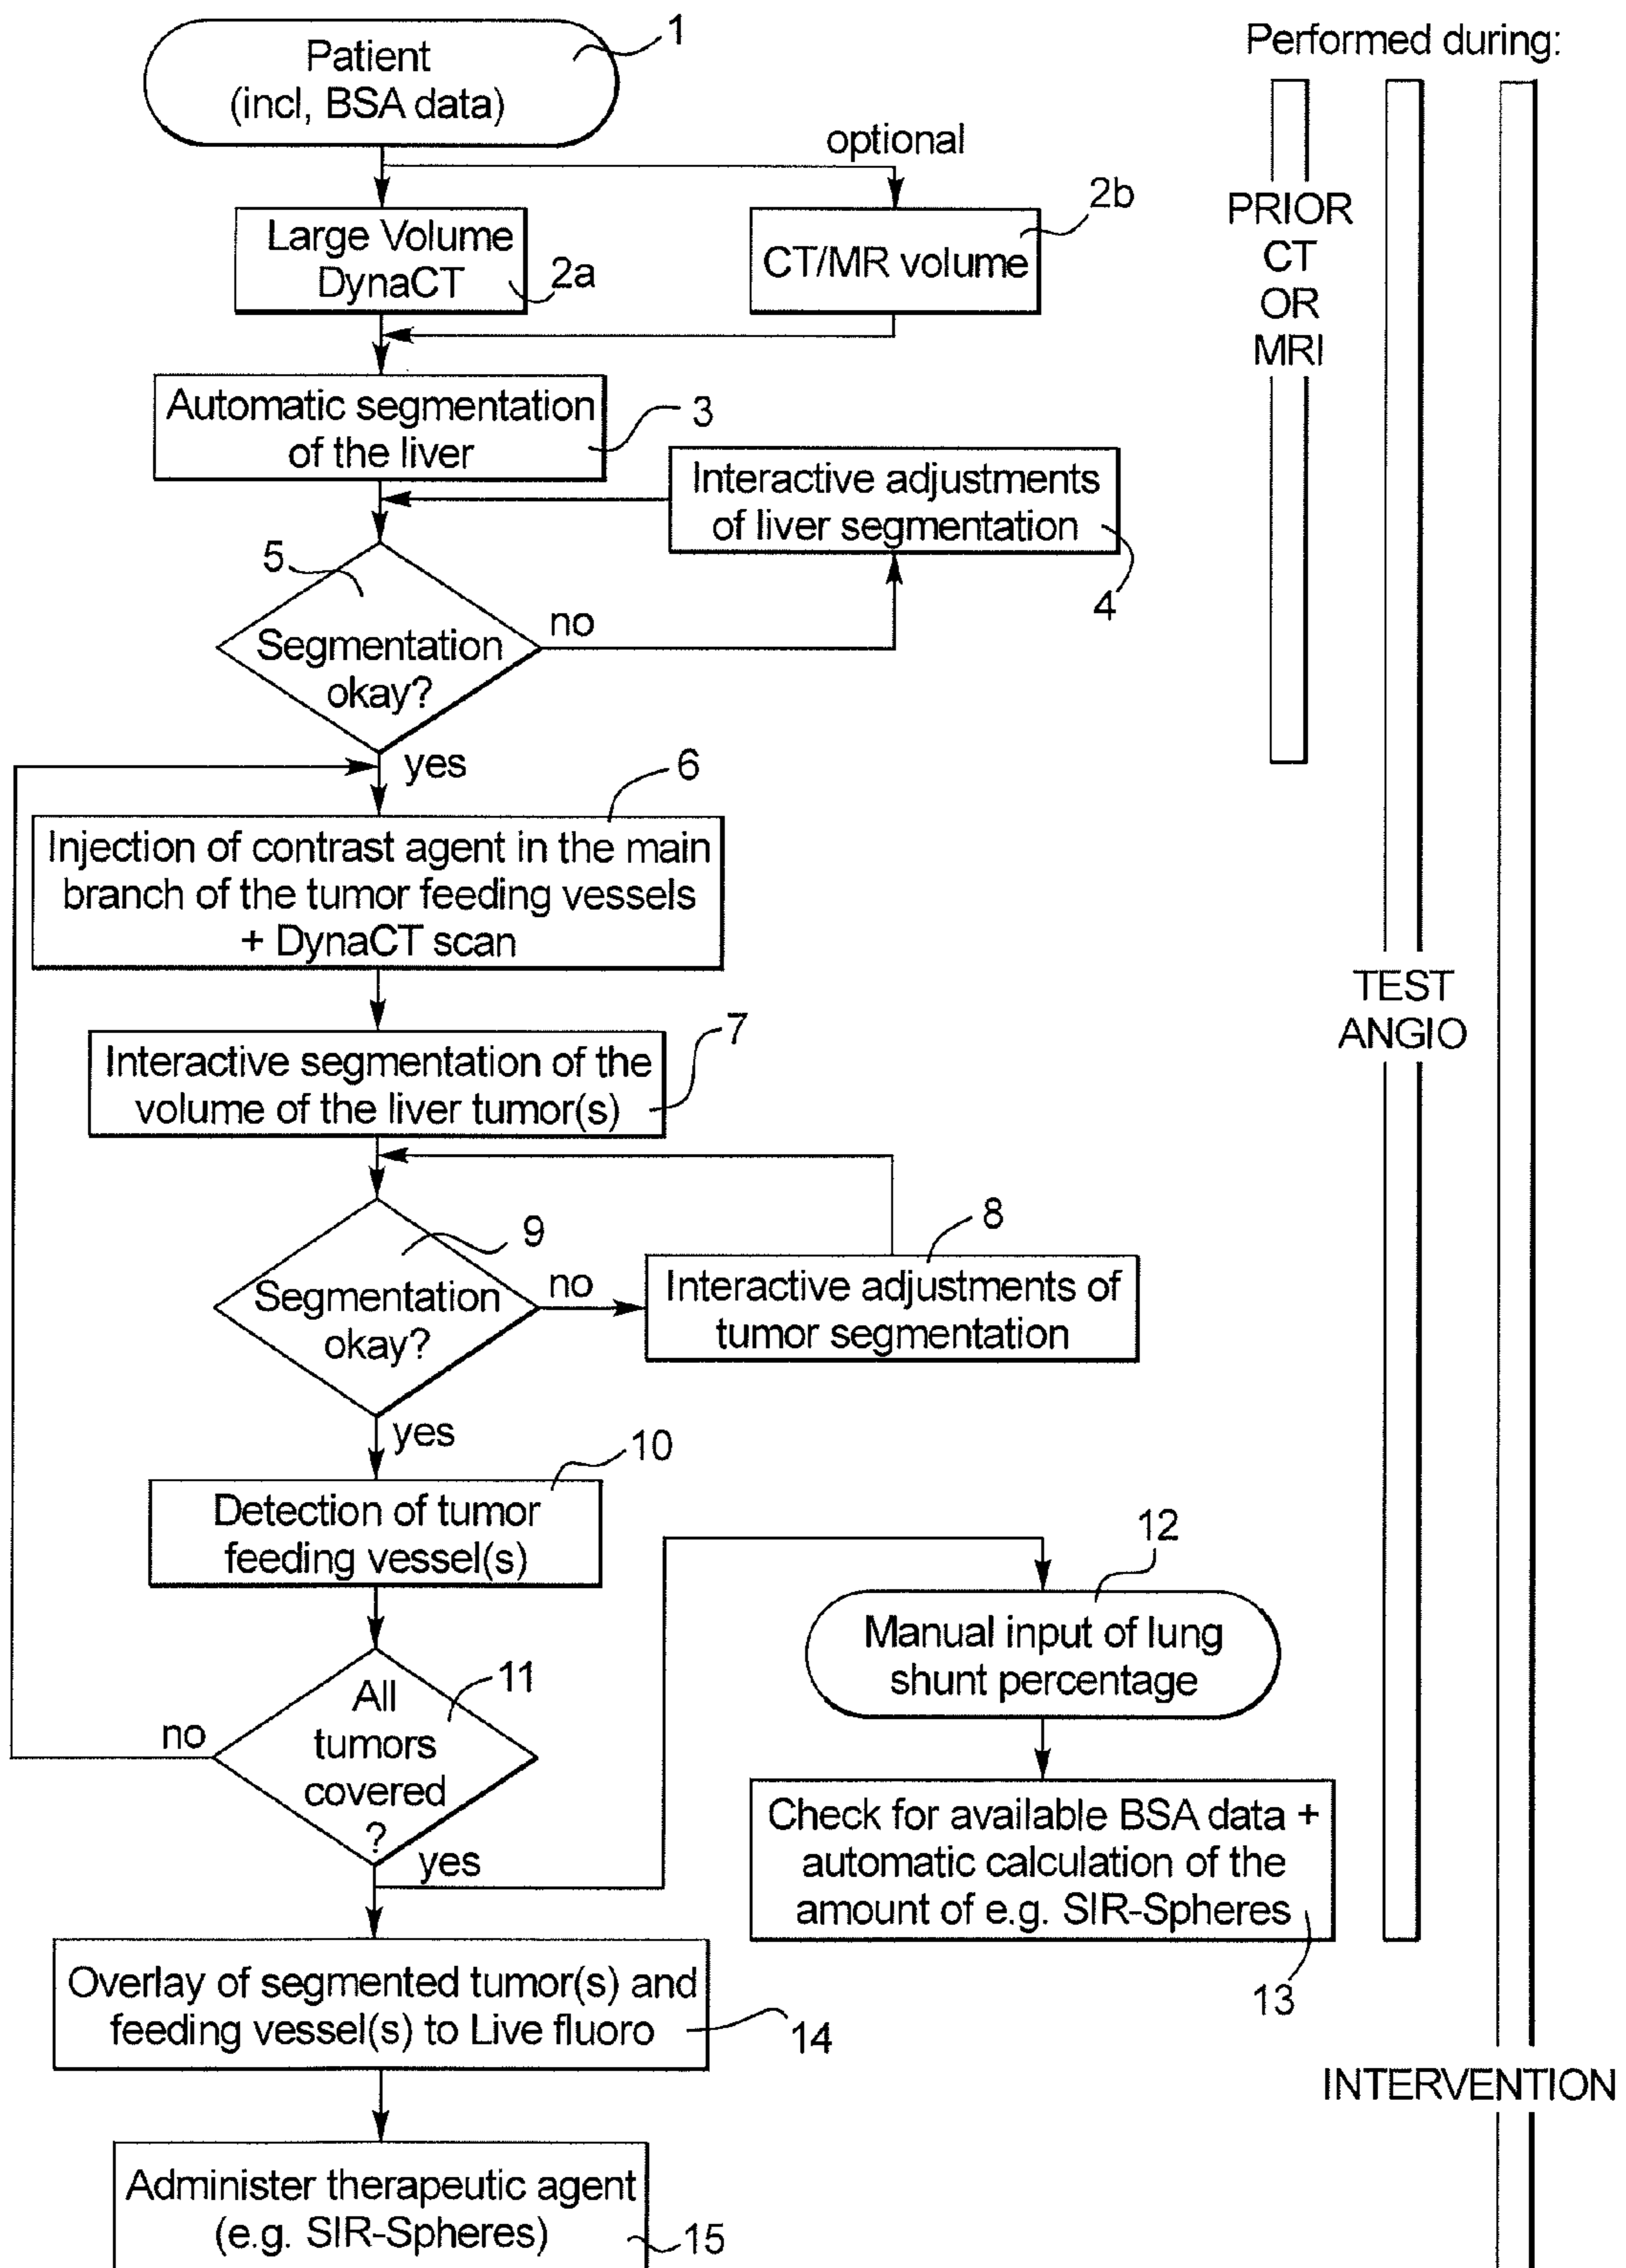 1
Performed during:
Patient
(incl, BSA data)
optional
2b
Large Volume
DynaCT
2a
CT/MR volume
PRIOR
CT
OR
MRI
Automatic segmentation
of the liver
3
Interactive adjustments
of liver segmentation
4
5
Segmentation
okay?
no
yes
6
Injection of contrast agent in the main
branch of the tumor feeding vessels
+ DynaCT scan
TEST
ANGIO
7
Interactive segmentation of the
volume of the liver tumor(s)
8
9
Segmentation
okay?
no
Interactive adjustments of
tumor segmentation
yes
10
Detection of tumor
feeding vessel(s)
12
Manual input of lung
shunt percentage
11
All
tumors
covered
?
no
yes
Check for available BSA data +
automatic calculation of the
amount of e.g. SIR-Spheres
13
Overlay of segmented tumor(s) and
feeding vessel(s) to Live fluoro
14
INTERVENTION
Administer therapeutic agent
(e.g. SIR-Spheres)
15